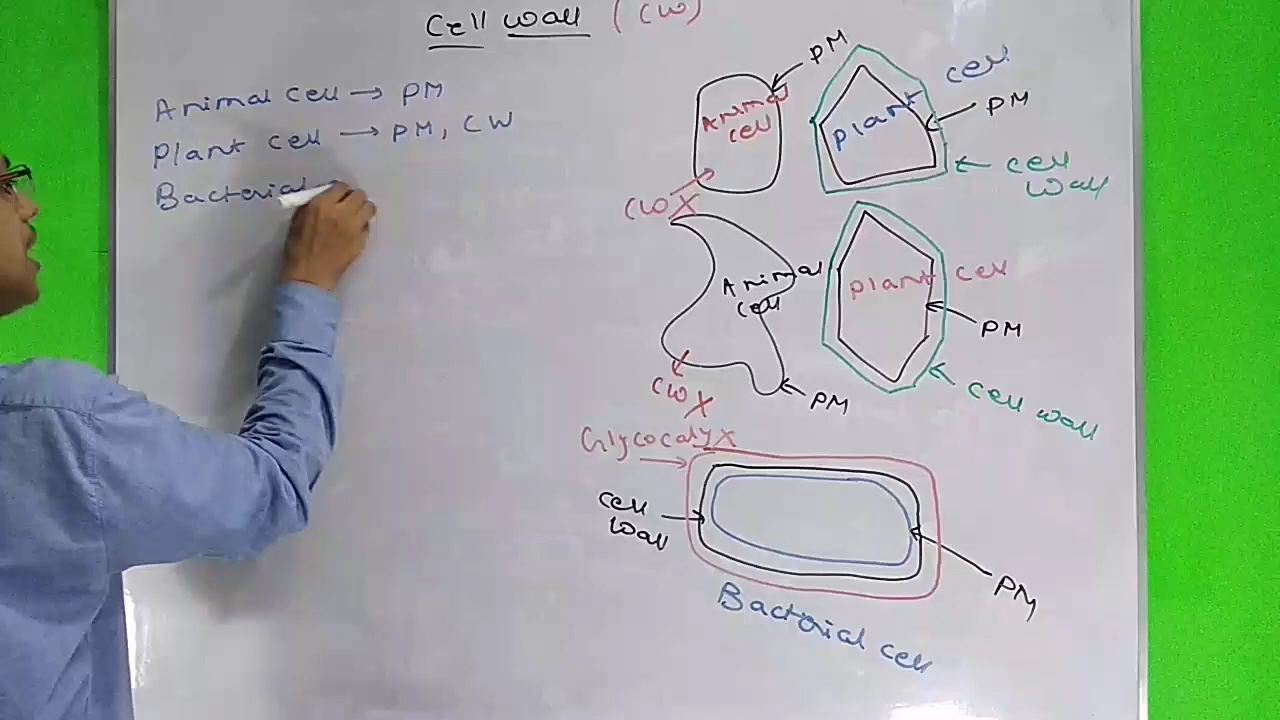 Cell Wall (CW)
Animal cell → PM
Plant cell → PM, CW
Bacterial
PM
Animal cell
CW X
Plant cell
PM
cell wall
Animal cell
CW X
PM
Plant cell
PM
cell wall
Glycocalyx
cell wall
PM
Bacterial cell